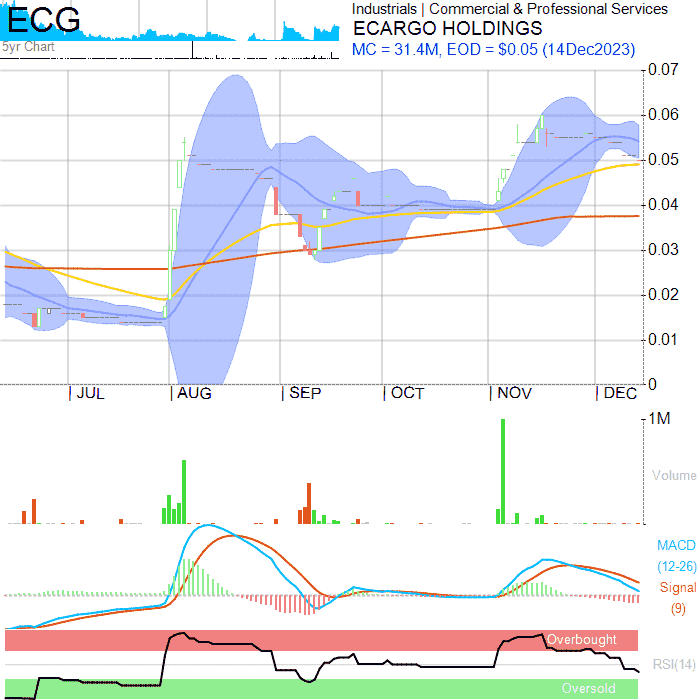 ECG
Industrials | Commercial & Professional Services
ECARGO HOLDINGS
5yr Chart
MC = 31.4M, EOD = $0.05 (14Dec2023)
0.07
0.06
0.05
0.04
0.03
0.02
0.01
0
JUL AUG SEP OCT NOV DEC
1M
Volume
MACD
(12-26)
Signal
(9)
Overbought
RSI(14)
Oversold